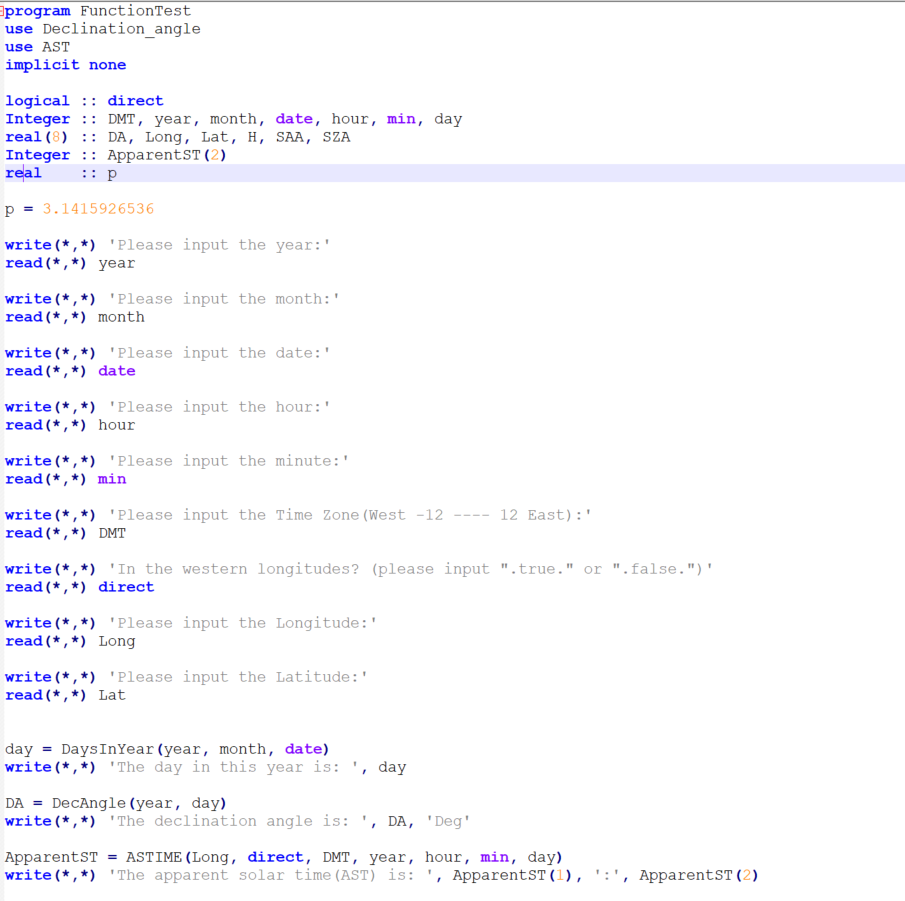 program FunctionTest
use Declination_angle
use AST
implicit none
logical :: direct
Integer :: DMT, year, month, date, hour, min, day
real(8) :: DA, Long, Lat, H, SAA, SZA
Integer :: ApparentST(2)
real    :: p
p = 3.1415926536
write(*,*) 'Please input the year:'
read(*,*) year
write(*,*) 'Please input the month:'
read(*,*) month
write(*,*) 'Please input the date:'
read(*,*) date
write(*,*) 'Please input the hour:'
read(*,*) hour
write(*,*) 'Please input the minute:'
read(*,*) min
write(*,*) 'Please input the Time Zone(West -12 ---- 12 East):'
read(*,*) DMT
write(*,*) 'In the western longitudes? (please input ".true." or ".false.")'
read(*,*) direct
write(*,*) 'Please input the Longitude:'
read(*,*) Long
write(*,*) 'Please input the Latitude:'
read(*,*) Lat
day = DaysInYear(year, month, date)
write(*,*) 'The day in this year is: ', day
DA = DecAngle(year, day)
write(*,*) 'The declination angle is: ', DA, 'Deg'
ApparentST = ASTIME(Long, direct, DMT, year, hour, min, day)
write(*,*) 'The apparent solar time(AST) is: ', ApparentST(1), ':', ApparentST(2)